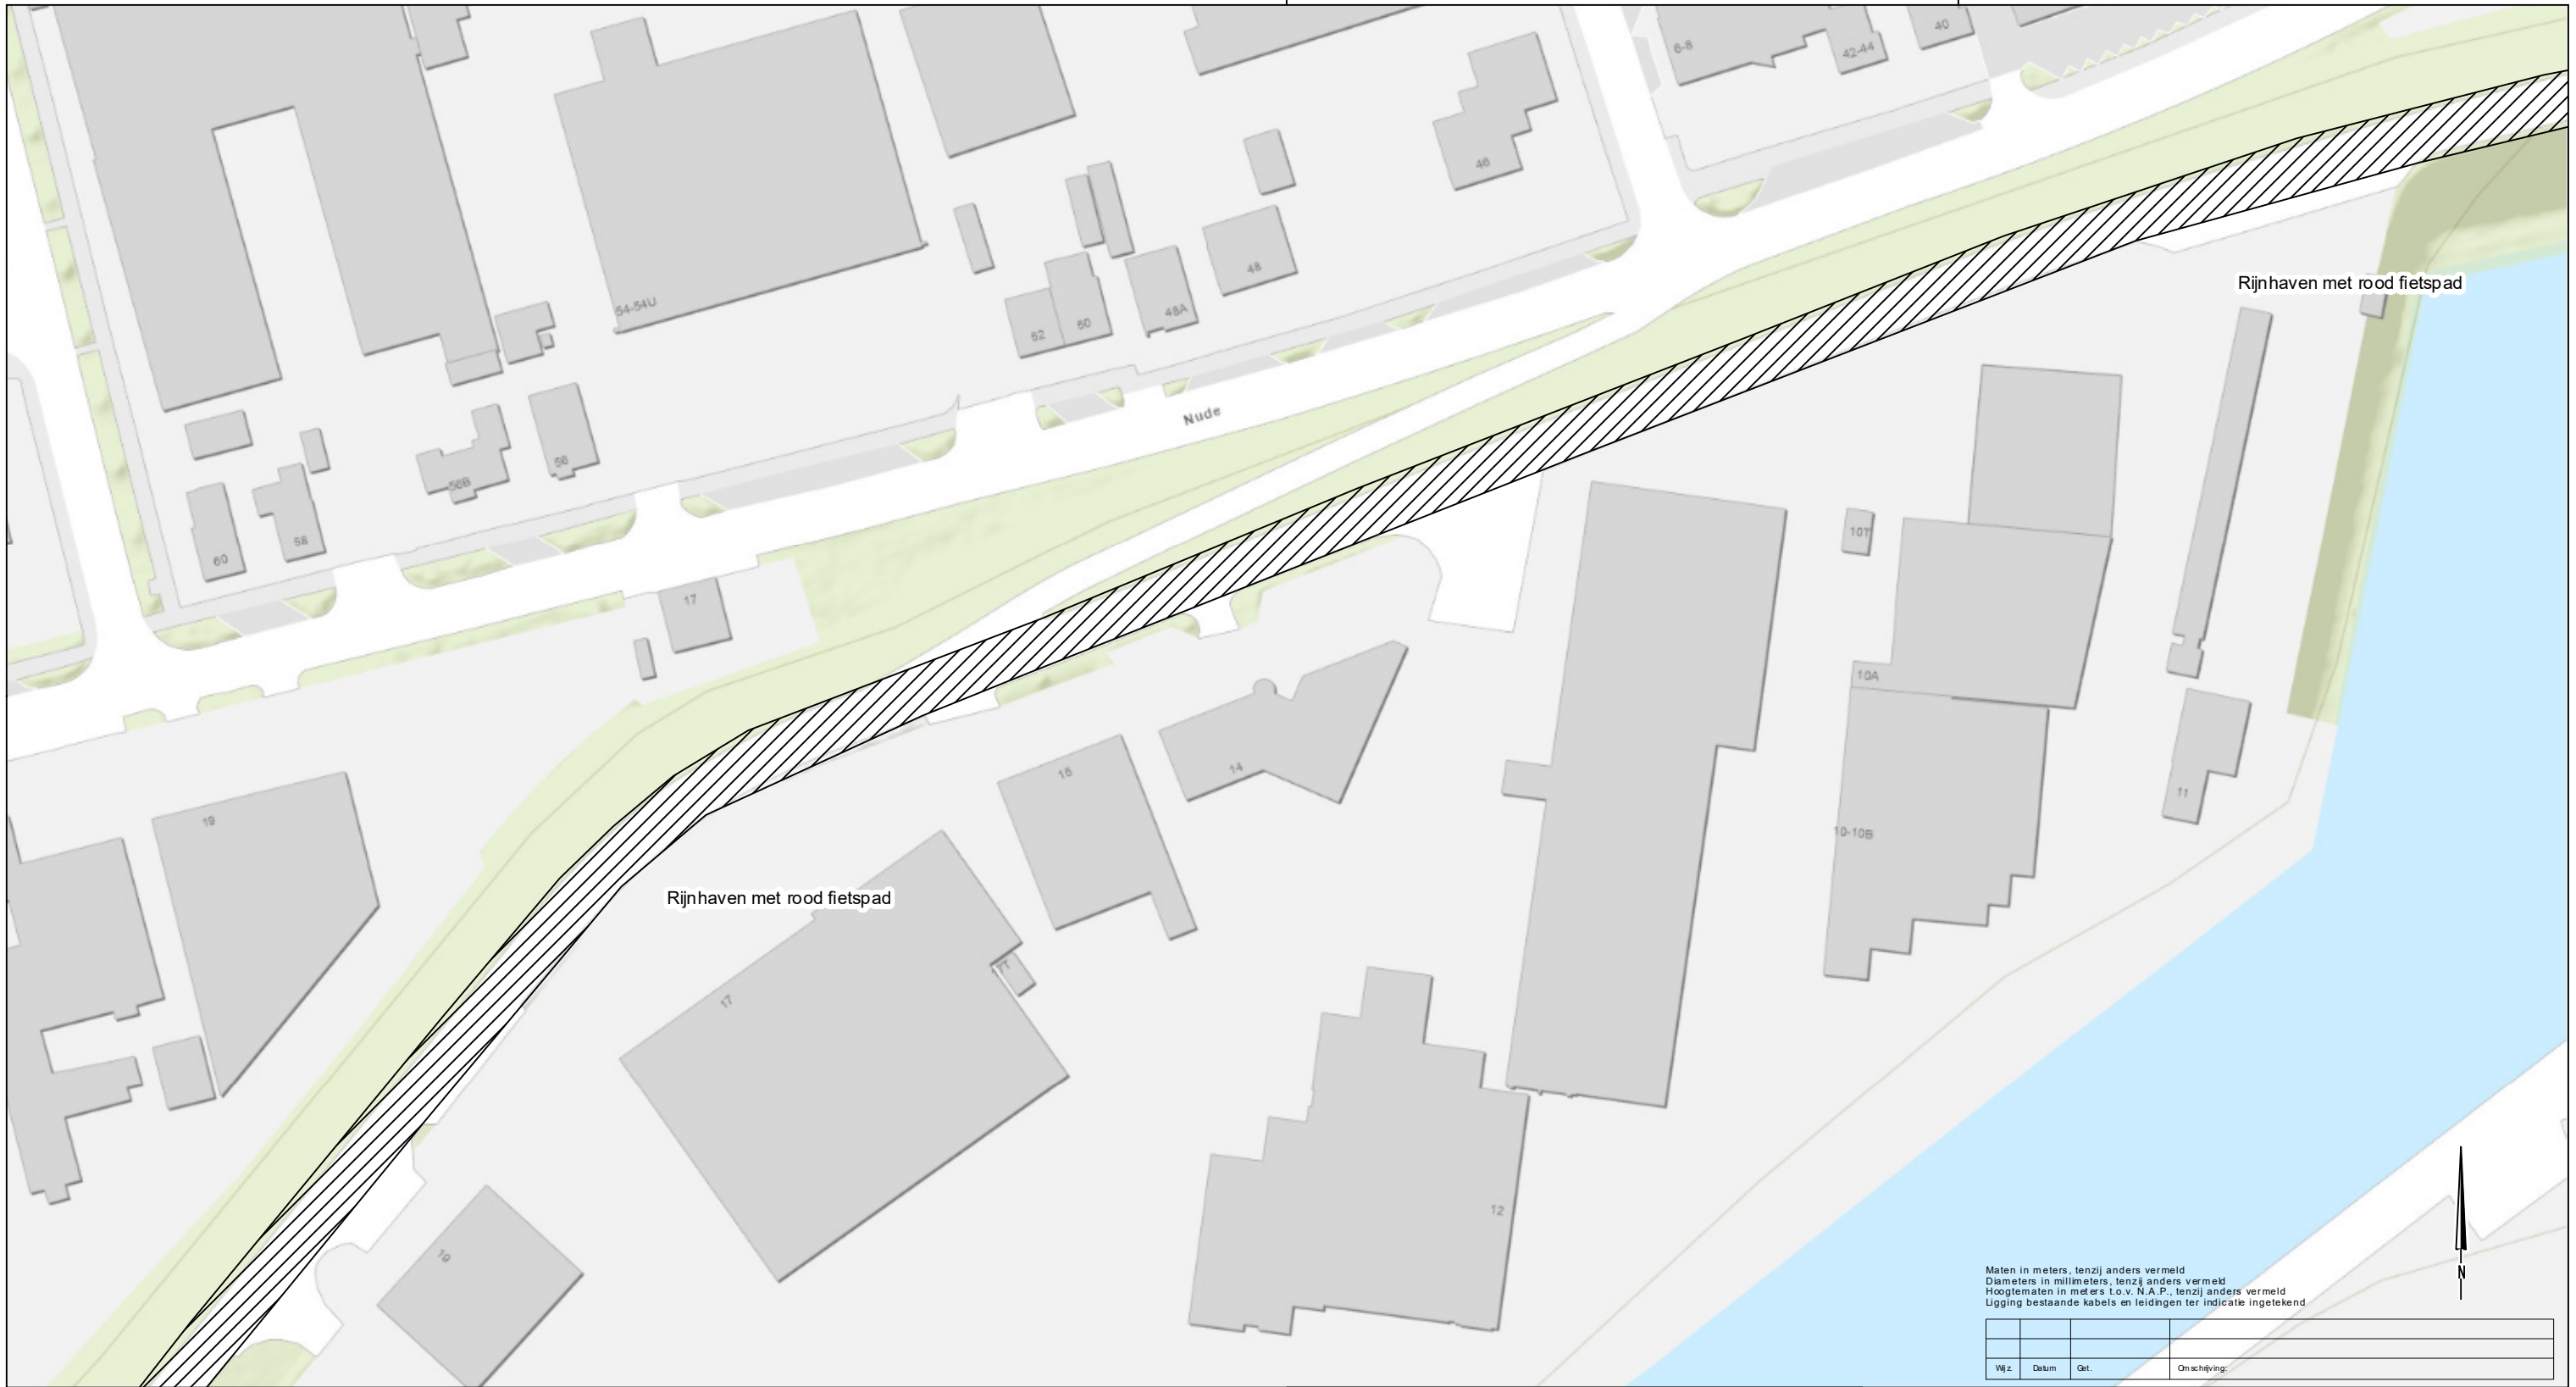 6-8
42-44
40
46
54-54U
48
48A
52
50
Nude
56
56B
58
60
17
Rijnhaven met rood fietspad
10T
10A
15
14
19
11
10-10B
Rijnhaven met rood fietspad
17
17T
12
19
N
Maten in meters, tenzij anders vermeld
Diameters in millimeters, tenzij anders vermeld
Hoogtematen in meters t.o.v. N.A.P., tenzij anders vermeld
Ligging bestaande kabels en leidingen ter indicatie ingetekend
Wijz. Datum Get. Omschrijving: